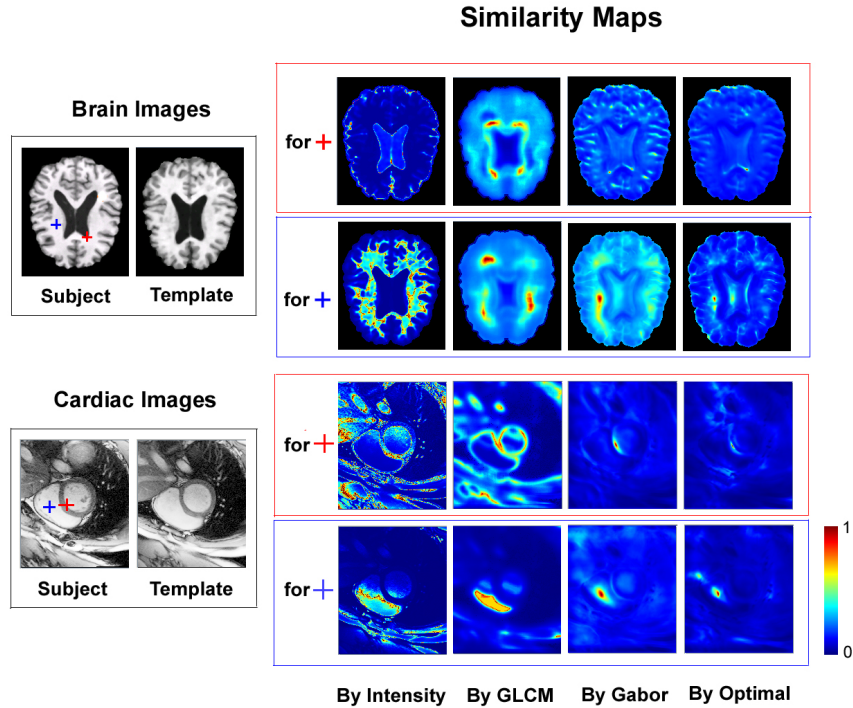 Similarity Maps
Brain Images
Subject Template
for +
for +
Cardiac Images
Subject Template
for +
for +
1
0
By Intensity By GLCM By Gabor By Optimal